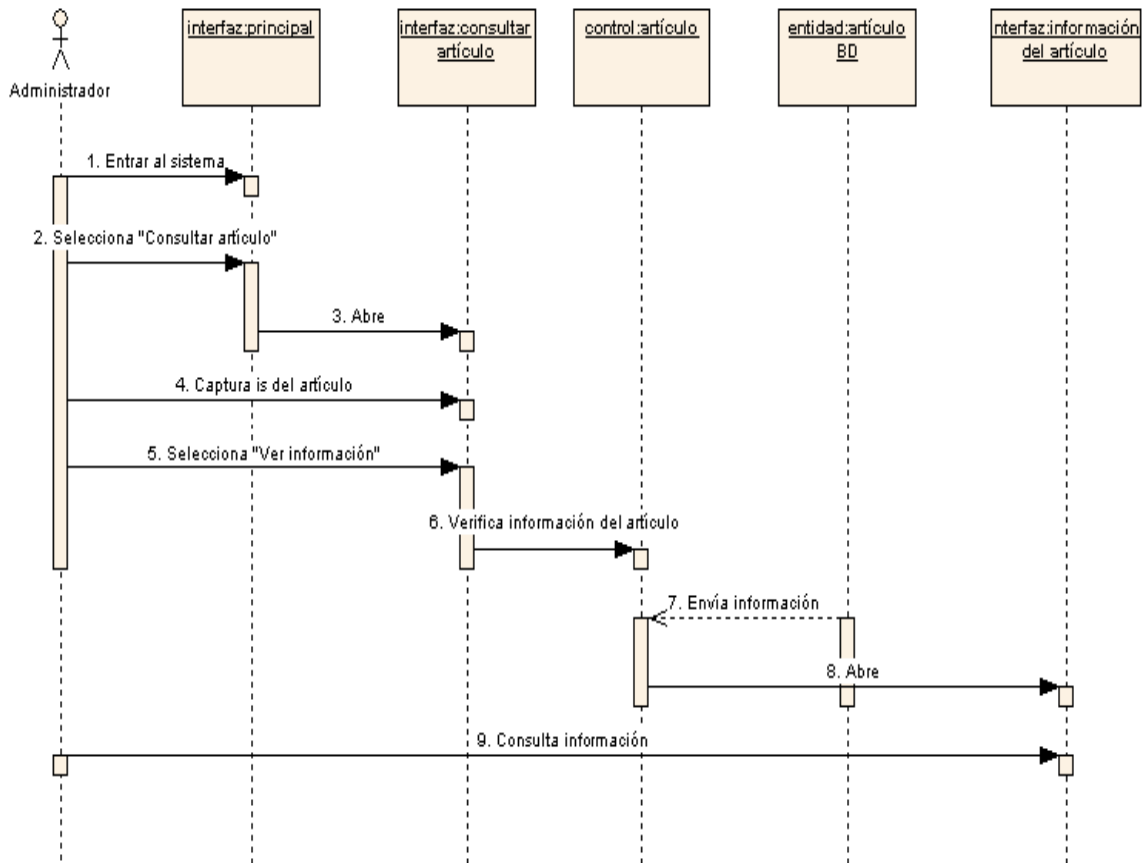 interfaz:principal
interfaz:consultar
artículo
control:artículo
entidad:artículo
BD
nterfaz:información
del artículo
Administrador
1. Entrar al sistema
2. Selecciona "Consultar artículo"
3. Abre
4. Captura is del artículo
5. Selecciona "Ver información"
6. Verifica información del artículo
7. Envía información
8. Abre
9. Consulta información